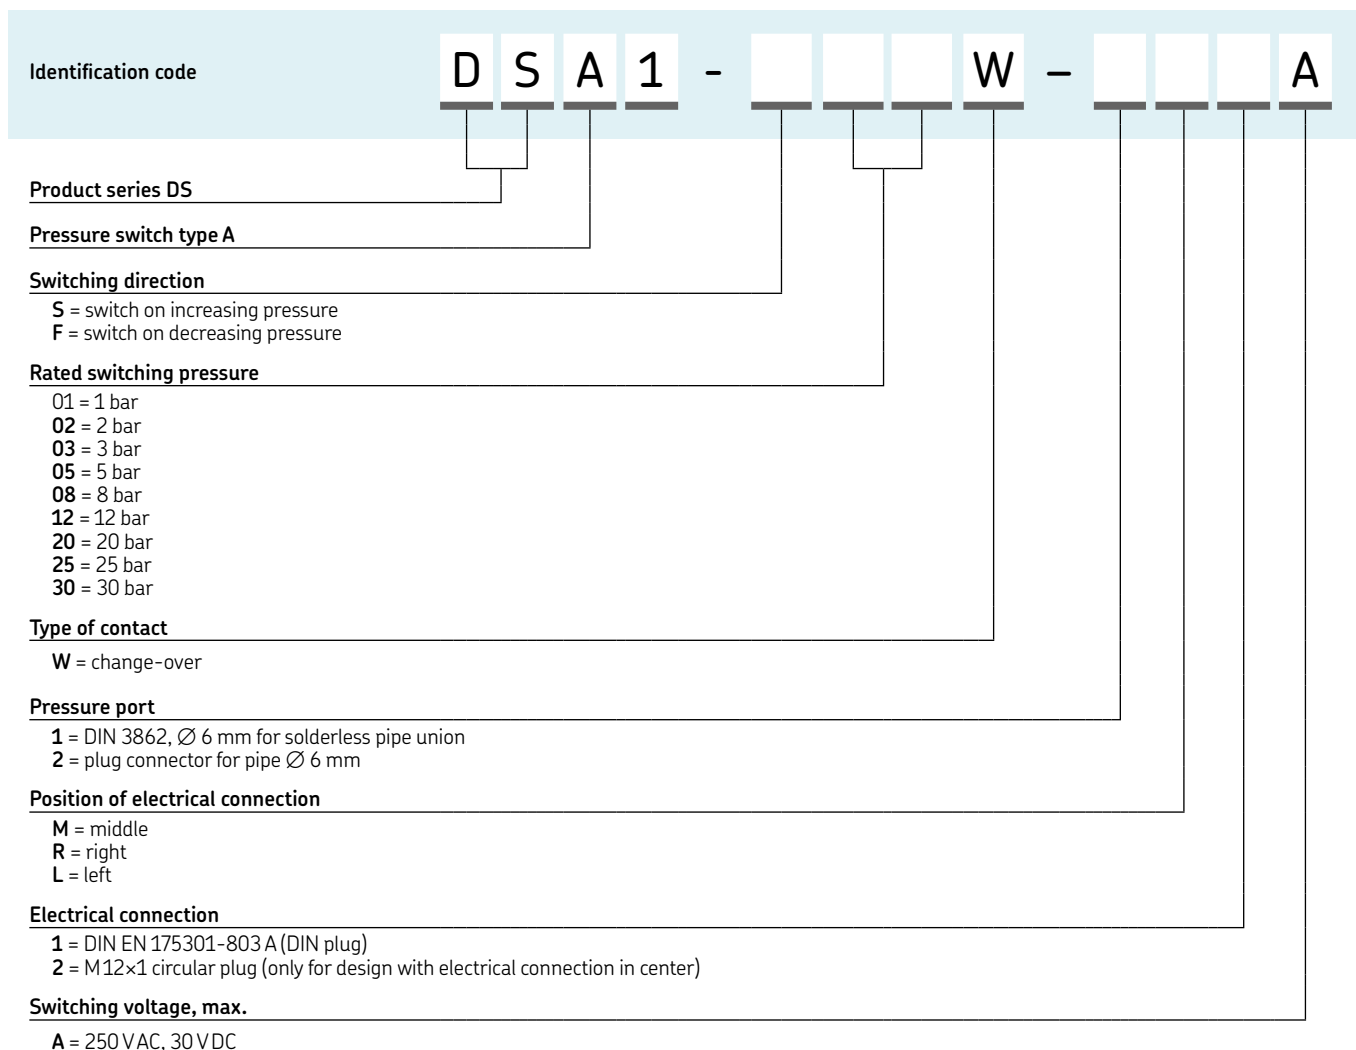 Identification code D S A 1 - W – A
Product series DS
Pressure switch type A
Switching direction
S = switch on increasing pressure
F = switch on decreasing pressure
Rated switching pressure
01 = 1 bar
02 = 2 bar
03 = 3 bar
05 = 5 bar
08 = 8 bar
12 = 12 bar
20 = 20 bar
25 = 25 bar
30 = 30 bar
Type of contact
W = change-over
Pressure port
1 = DIN 3862, ∅ 6 mm for solderless pipe union
2 = plug connector for pipe ∅ 6 mm
Position of electrical connection
M = middle
R = right
L = left
Electrical connection
1 = DIN EN 175301-803 A (DIN plug)
2 = M12×1 circular plug (only for design with electrical connection in center)
Switching voltage, max.
A = 250 V AC, 30 V DC